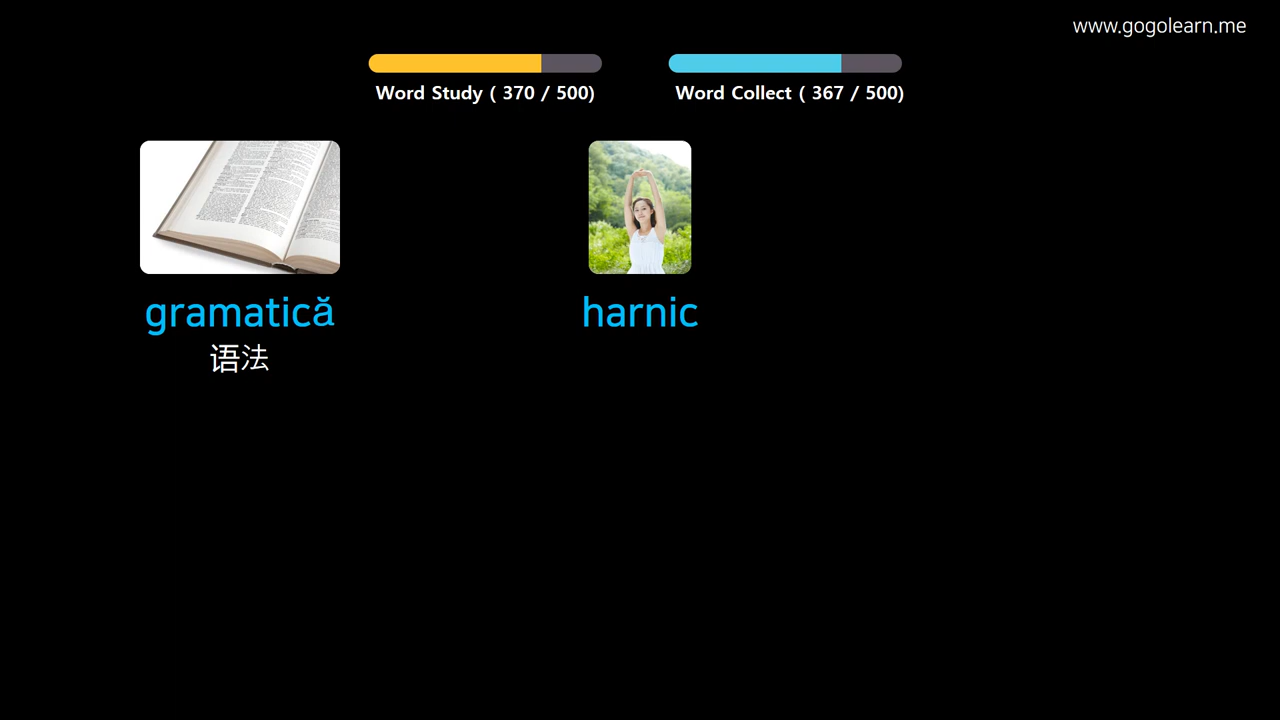 www.gogolearn.me
Word Study ( 370 / 500)
Word Collect ( 367 / 500)
gramatică
语法
harnic